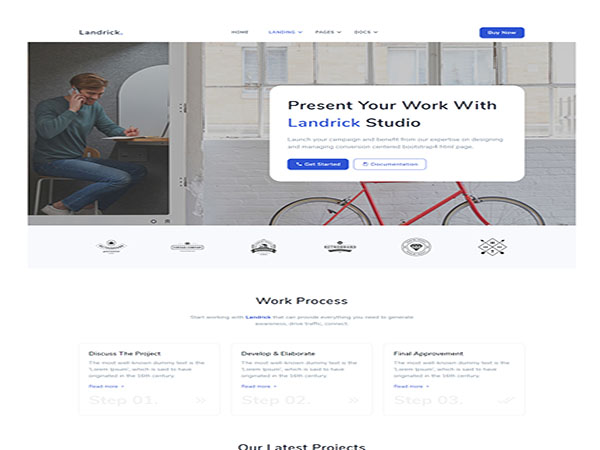 Landrick.
HOME LANDING PAGES DOCS Buy Now
Present Your Work With
Landrick Studio
Launch your campaign and benefit from our expertise on designing
and managing conversion centered bootstrap4 html page.
Get Started Documentation
Work Process
Start working with Landrick that can provide everything you need to generate
awareness, drive traffic, connect.
Discuss The Project
The most well-known dummy text is the
'Lorem Ipsum', which is said to have
originated in the 16th century.
Read more
Step 01.
Develop & Elaborate
The most well-known dummy text is the
'Lorem Ipsum', which is said to have
originated in the 16th century.
Read more
Step 02.
Final Approvement
The most well-known dummy text is the
'Lorem Ipsum', which is said to have
originated in the 16th century.
Read more
Step 03.
Our Latest Projects